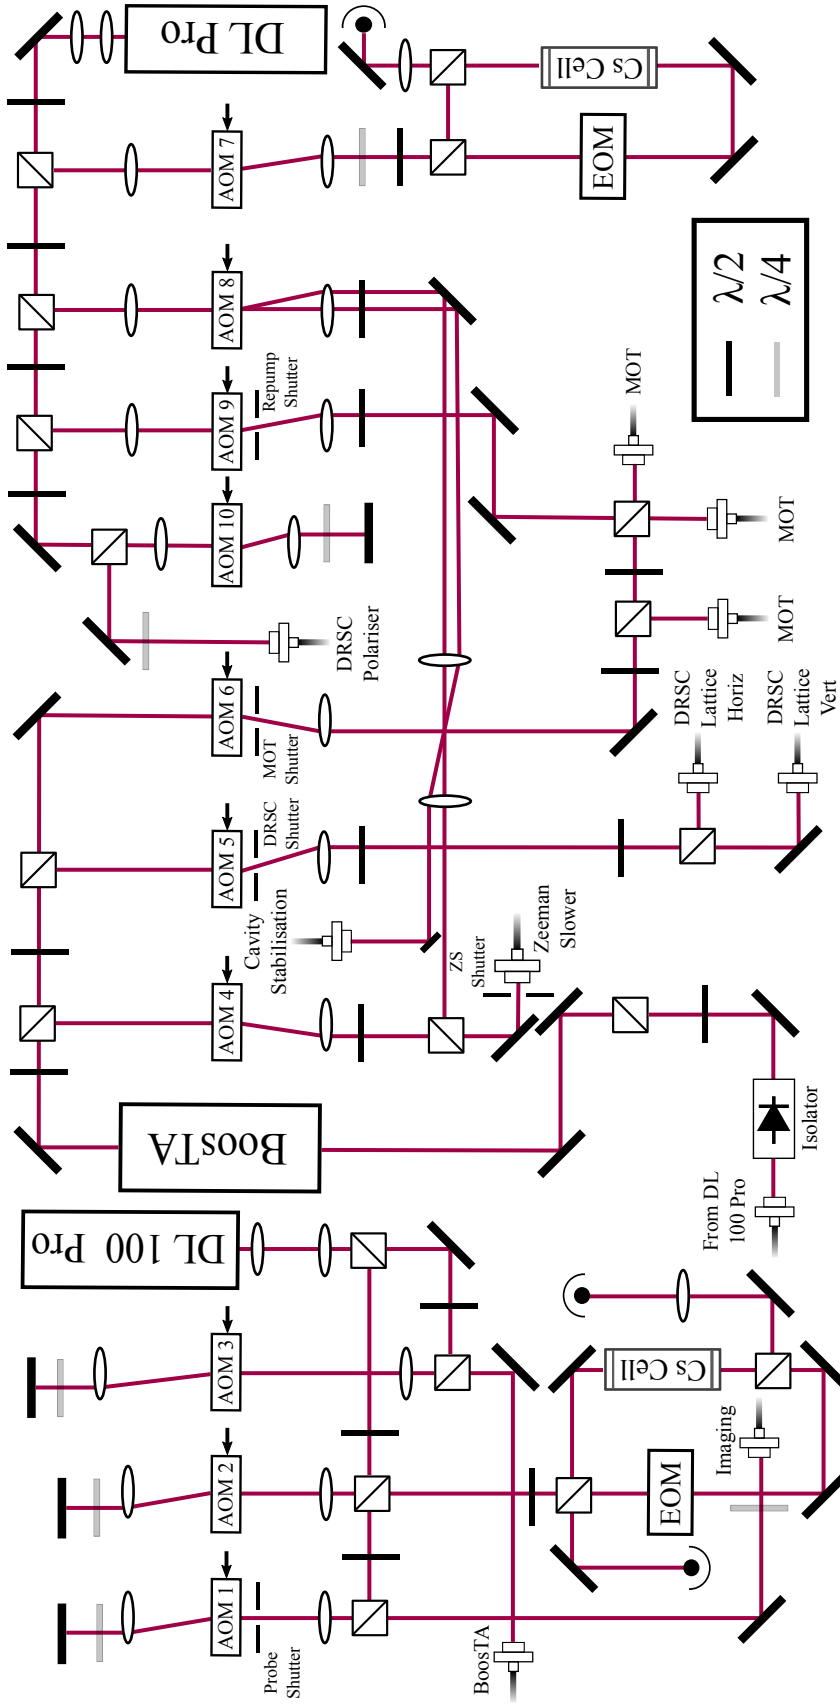 DL Pro
AOM 7
Cs Cell
EOM
AOM 8
λ/2
λ/4
Repump
Shutter
AOM 9
MOT
AOM 10
MOT
DRSC
Polariser
MOT
AOM 6
MOT
Shutter
DRSC
Lattice
Horiz
DRSC
Lattice
Vert
AOM 5
DRSC
Shutter
Cavity
Stabilisation
ZS
Shutter
Zeeman
Slower
AOM 4
BoosTA
Isolator
From DL
100 Pro
DL 100 Pro
AOM 3
Cs Cell
Imaging
AOM 2
EOM
AOM 1
Probe
Shutter
BoosTA